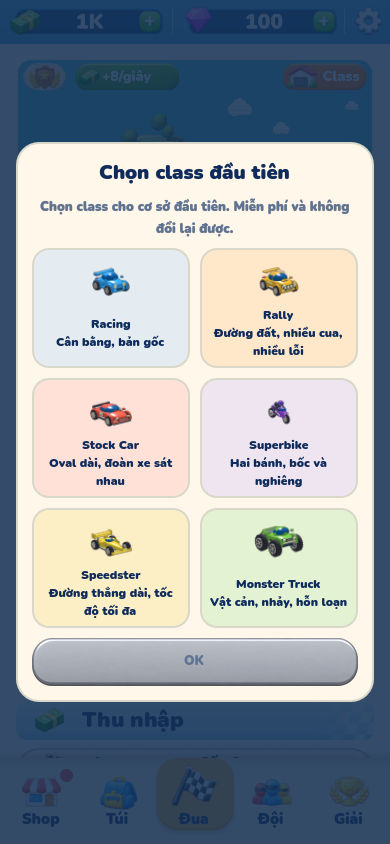 1K
100
+8/giây
Class
Chọn class đầu tiên
Chọn class cho cơ sở đầu tiên. Miễn phí và không
đổi lại được.
Racing
Cân bằng, bản gốc
Rally
Đường đất, nhiều cua,
nhiều lỗi
Stock Car
Oval dài, đoàn xe sát
nhau
Superbike
Hai bánh, bốc và
nghiêng
Speedster
Đường thẳng dài, tốc
độ tối đa
Monster Truck
Vật cản, nhảy, hỗn loạn
OK
Thu nhập
Shop
Túi
Đua
Đội
Giải